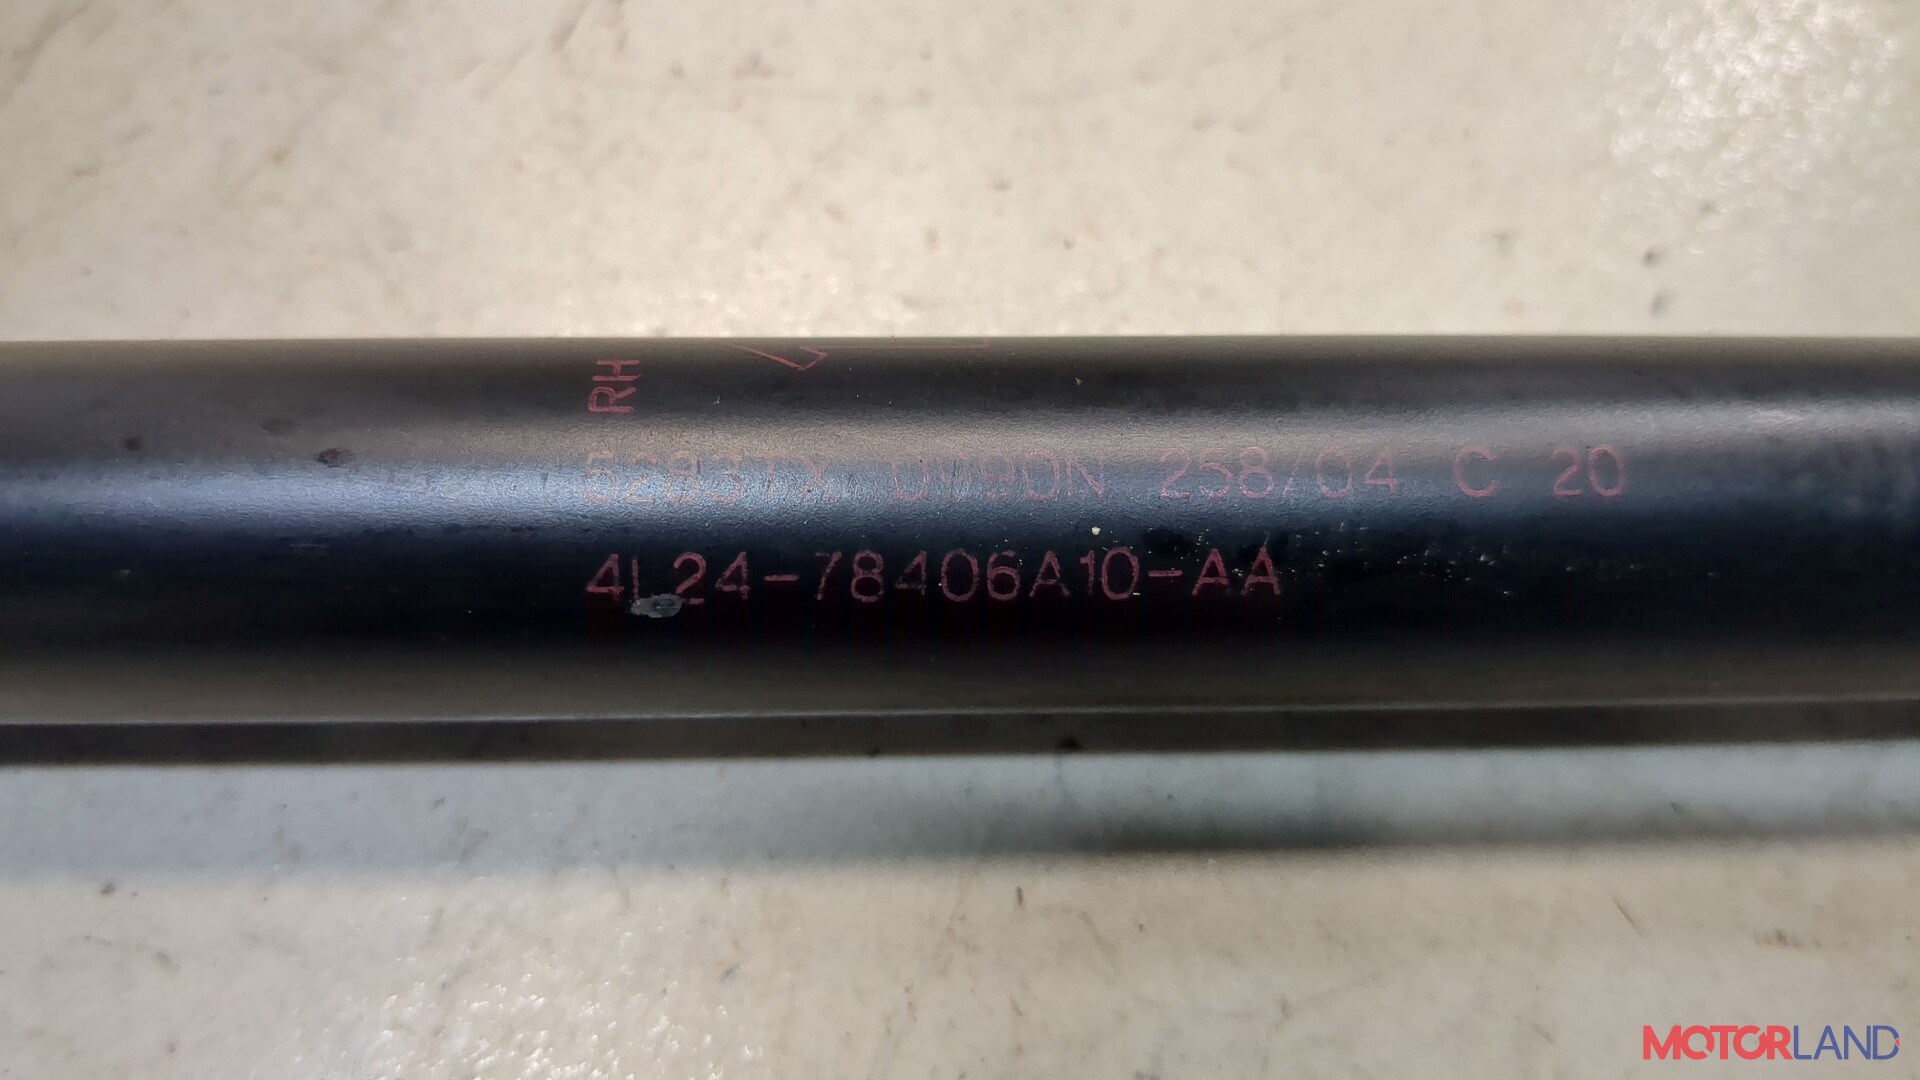 RH
258/04 C 20
4L24-78406A10-AA
MOTORLAND